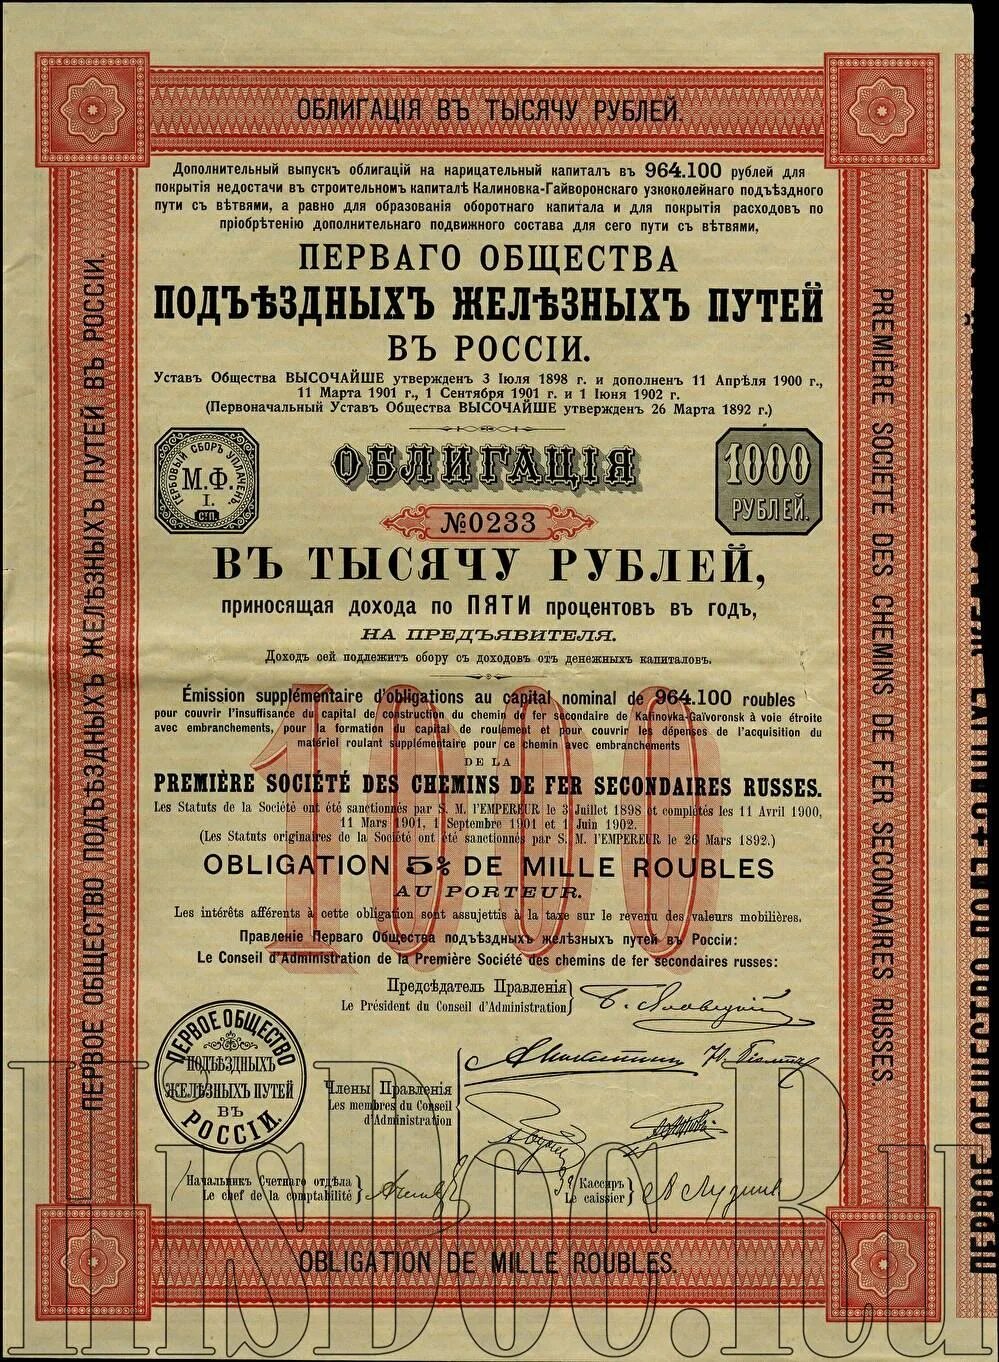 ОБЛИГАЦІЯ ВЪ ТЫСЯЧУ РУБЛЕЙ.
Дополнительный выпускъ облигацій на нарицательный капиталъ въ 964.100 рублей для
покрытія недостачи въ строительномъ капиталѣ Калиновка-Гайворонскаго узкоколейнаго подъѣзднаго
пути съ вѣтвями, а равно для образованія оборотнаго капитала и для покрытія расходовъ по
пріобрѣтенію дополнительнаго подвижного состава для сего пути съ вѣтвями,
ПЕРВАГО ОБЩЕСТВА
ПОДЪѢЗДНЫХЪ ЖЕЛѢЗНЫХЪ ПУТЕЙ
ВЪ РОССІИ.
Уставъ Общества ВЫСОЧАЙШЕ утвержденъ 3 Іюля 1898 г. и дополненъ 11 Апрѣля 1900 г.,
11 Марта 1901 г., 1 Сентября 1901 г. и 1 Іюня 1902 г.
(Первоначальный Уставъ Общества ВЫСОЧАЙШЕ утвержденъ 26 Марта 1892 г.)
ГЕРБОВЫЙ СБОРЪ УПЛАЧЕНЪ.
М.Ф.
I.
СТП.
ОБЛИГАЦІЯ
1000
РУБЛЕЙ.
№0233
ВЪ ТЫСЯЧУ РУБЛЕЙ,
приносящая дохода по ПЯТИ процентовъ въ годъ,
НА ПРЕДЪЯВИТЕЛЯ.
Доходъ сей подлежитъ сбору съ доходовъ отъ денежныхъ капиталовъ.
1000
Émission supplémentaire d'obligations au capital nominal de 964.100 roubles
pour couvrir l'insuffisance du capital de construction du chemin de fer secondaire de Kalinovka-Gaïvoronsk à voie étroite
avec embranchements, pour la formation du capital de roulement et pour couvrir les dépenses de l'acquisition du
matériel roulant supplémentaire pour ce chemin avec embranchements
DE LA
PREMIÈRE SOCIÉTÉ DES CHEMINS DE FER SECONDAIRES RUSSES.
Les Statuts de la Société ont été sanctionnés par S. M. l'EMPEREUR le 3 Juillet 1898 et complétés les 11 Avril 1900,
11 Mars 1901, 1 Septembre 1901 et 1 Juin 1902.
(Les Statuts originaires de la Société ont été sanctionnés par S. M. l'EMPEREUR le 26 Mars 1892.)
OBLIGATION 5% DE MILLE ROUBLES
AU PORTEUR.
Les intérêts afférents à cette obligation sont assujettis à la taxe sur le revenu des valeurs mobilières.
Правленіе Перваго Общества подъѣздныхъ желѣзныхъ путей въ Россіи:
Le Conseil d'Administration de la Première Société des chemins de fer secondaires russes:
Предсѣдатель Правленія
Le Président du Conseil d'Administration
Члены Правленія
Les membres du Conseil
d'Administration
ПЕРВОЕ ОБЩЕСТВО
ПОДЪѢЗДНЫХЪ
ЖЕЛѢЗНЫХЪ ПУТЕЙ
ВЪ
РОССІИ.
Начальникъ Счетнаго отдѣла
Le chef de la comptabilité
Кассиръ
Le caissier
OBLIGATION DE MILLE ROUBLES.
ПЕРВОЕ ОБЩЕСТВО ПОДЪѢЗДНЫХЪ ЖЕЛѢЗНЫХЪ ПУТЕЙ ВЪ РОССІИ.
PREMIÈRE SOCIÉTÉ DES CHEMINS DE FER SECONDAIRES RUSSES.
HisDoc.Ru